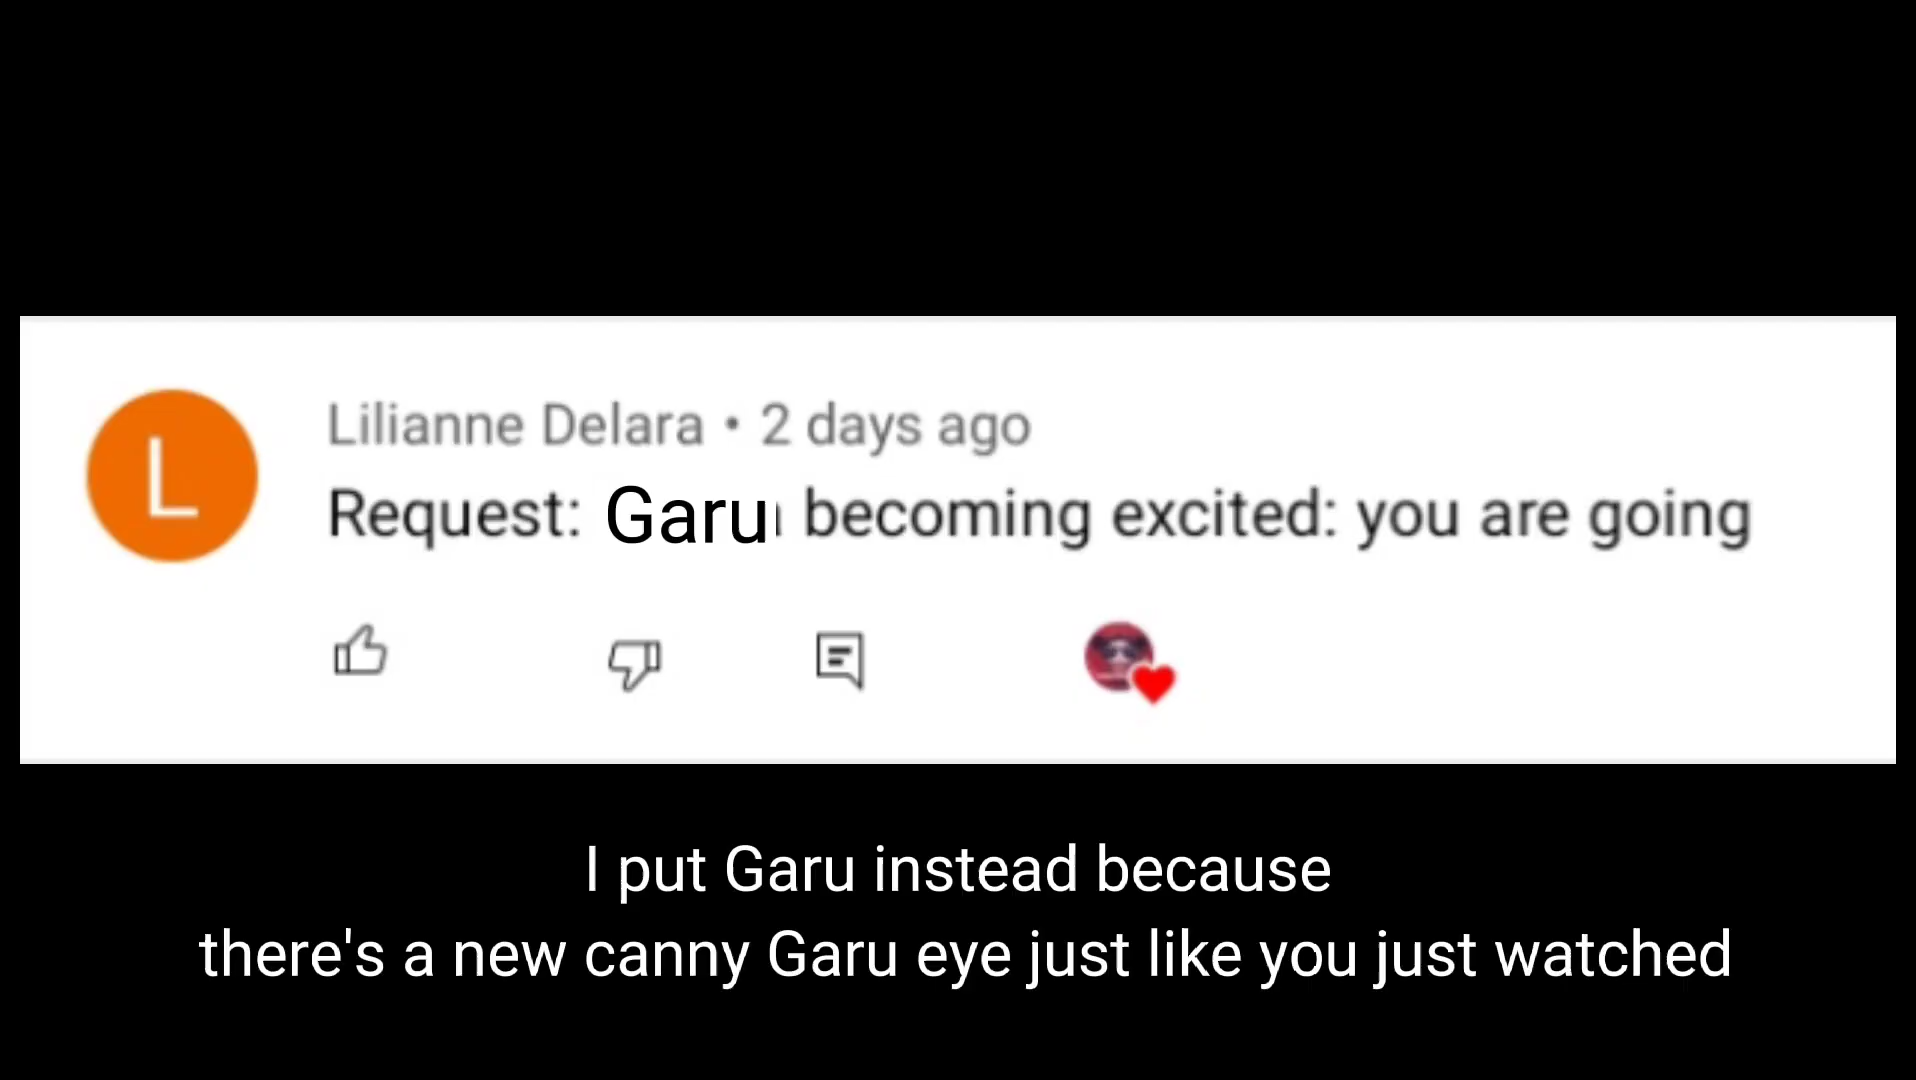 L
Lilianne Delara • 2 days ago
Request: Garu becoming excited: you are going
I put Garu instead because
there's a new canny Garu eye just like you just watched